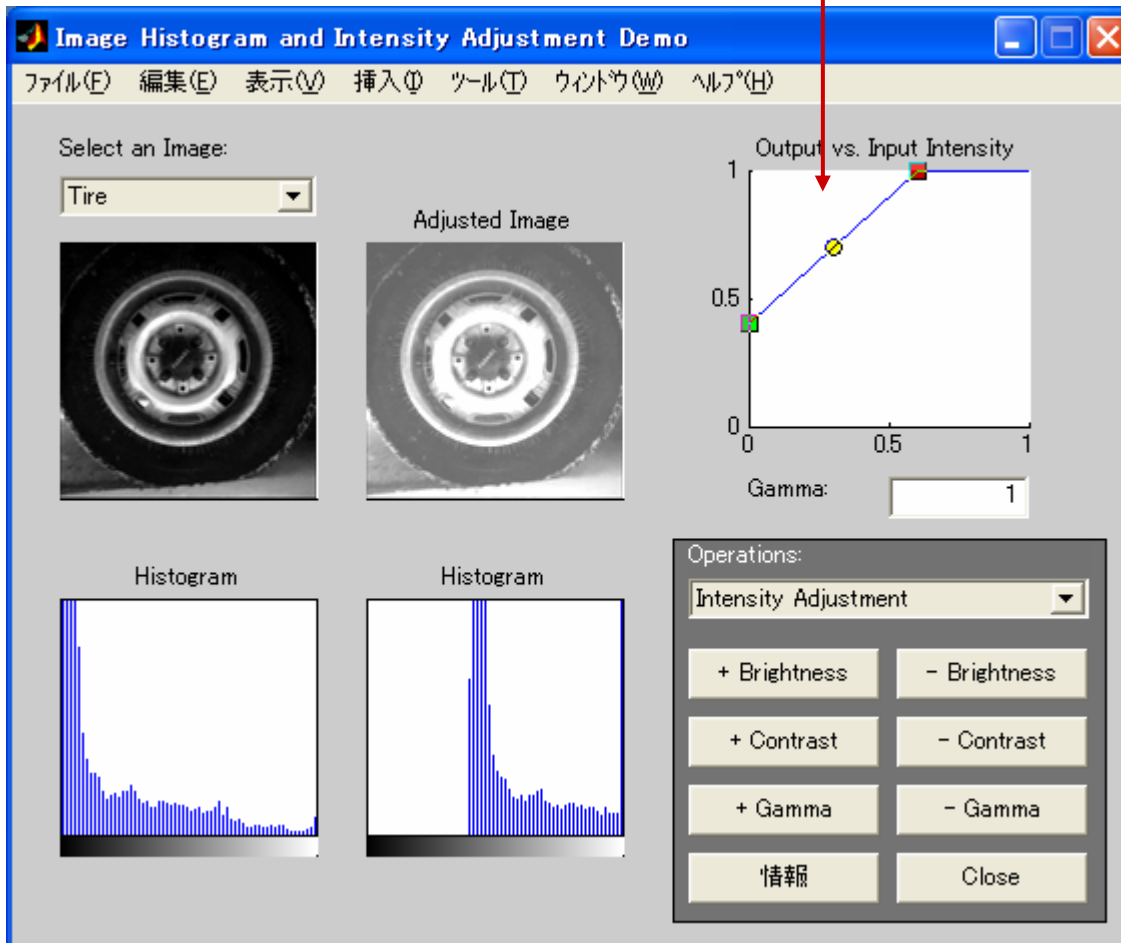 Image Histogram and Intensity Adjustment Demo
ファイル(F) 編集(E) 表示(V) 挿入(I) ツール(T) ウィンドウ(W) ヘルプ(H)
Select an Image:
Tire
Adjusted Image
Output vs. Input Intensity
1
0.5
0
0 0.5 1
Gamma: 1
Histogram
Histogram
Operations:
Intensity Adjustment
+ Brightness - Brightness
+ Contrast - Contrast
+ Gamma - Gamma
情報 Close